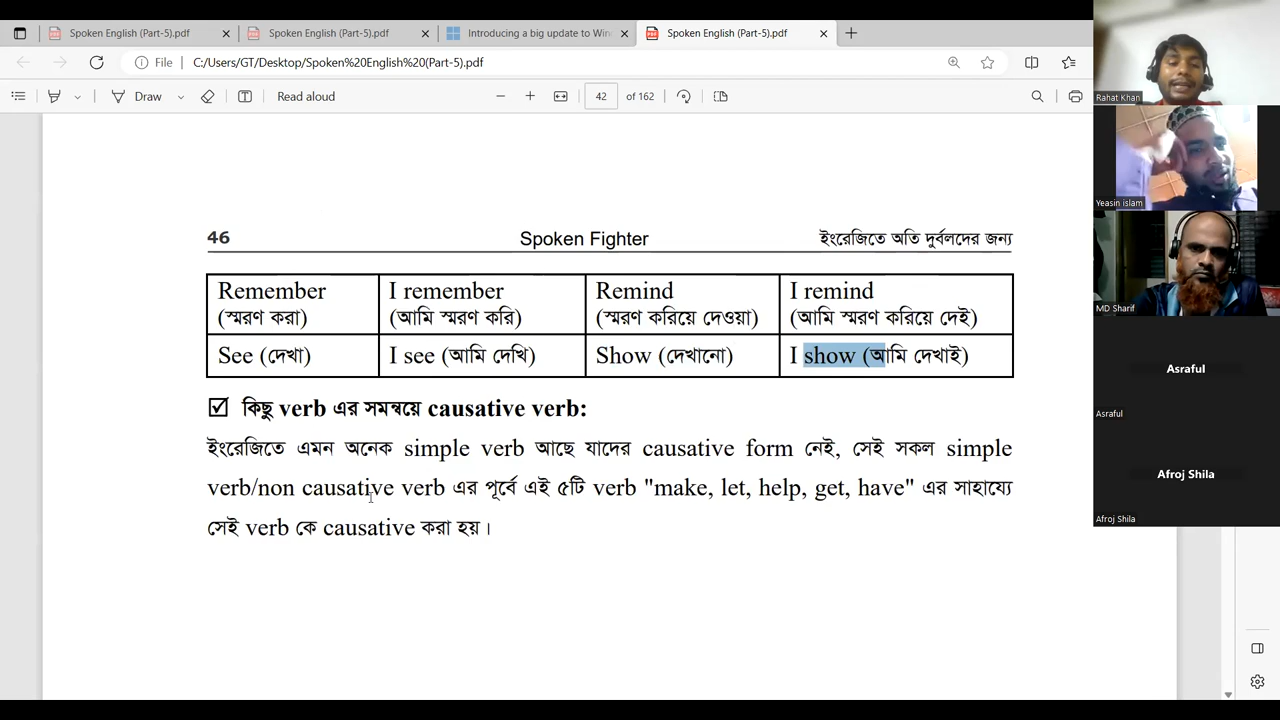 Spoken English (Part-5).pdf
Spoken English (Part-5).pdf
Introducing a big update to Win
Spoken English (Part-5).pdf
File C:/Users/GT/Desktop/Spoken%20English%20(Part-5).pdf
Draw Read aloud 42 of 162
46 Spoken Fighter ইংরেজিতে অতি দুর্বলদের জন্য
Remember I remember Remind I remind
(স্মরণ করা) (আমি স্মরণ করি) (স্মরণ করিয়ে দেওয়া) (আমি স্মরণ করিয়ে দেই)
See (দেখা) I see (আমি দেখি) Show (দেখানো) I show (আমি দেখাই)
কিছু verb এর সমন্বয়ে causative verb:
ইংরেজিতে এমন অনেক simple verb আছে যাদের causative form নেই, সেই সকল simple
verb/non causative verb এর পূর্বে এই ৫টি verb "make, let, help, get, have" এর সাহায্যে
সেই verb কে causative করা হয়।
Rahat Khan
Yeasin islam
MD Sharif
Asraful
Asraful
Afroj Shila
Afroj Shila